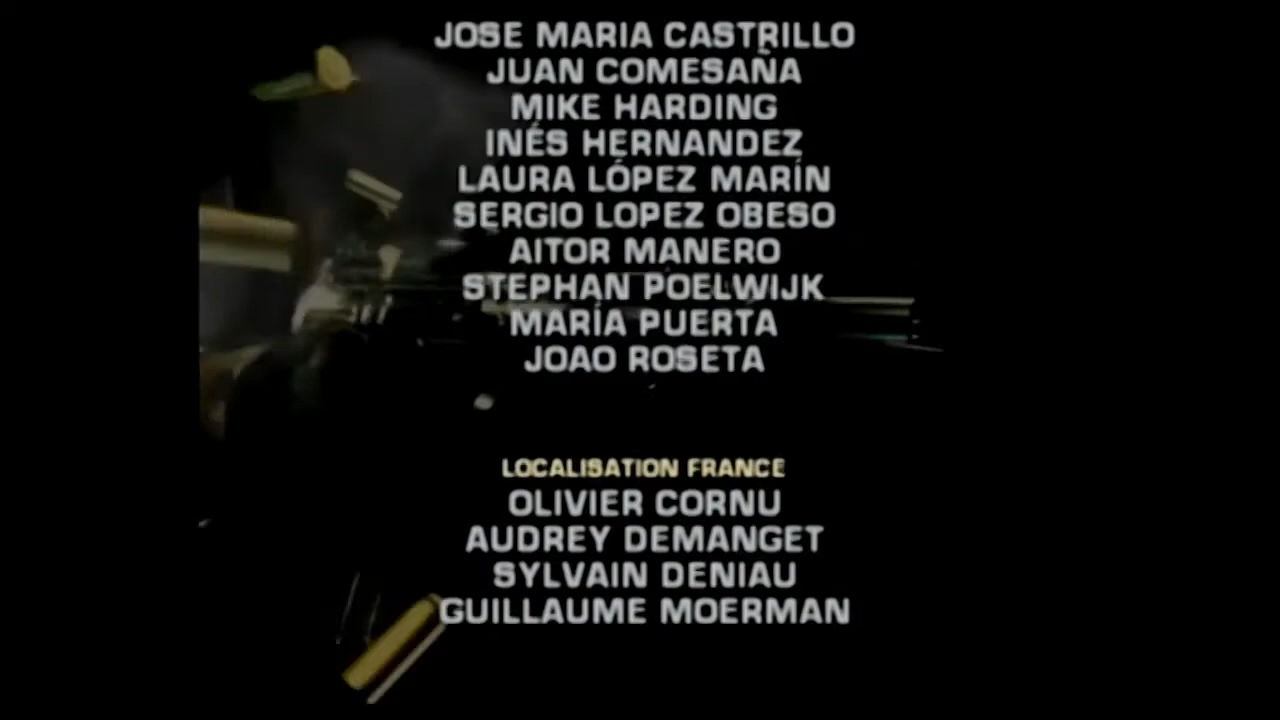 JOSE MARIA CASTRILLO
JUAN COMESAÑA
MIKE HARDING
INÉS HERNANDEZ
LAURA LÓPEZ MARÍN
SERGIO LOPEZ OBESO
AITOR MANERO
STEPHAN POELWIJK
MARÍA PUERTA
JOAO ROSETA
LOCALISATION FRANCE
OLIVIER CORNU
AUDREY DEMANGET
SYLVAIN DENIAU
GUILLAUME MOERMAN